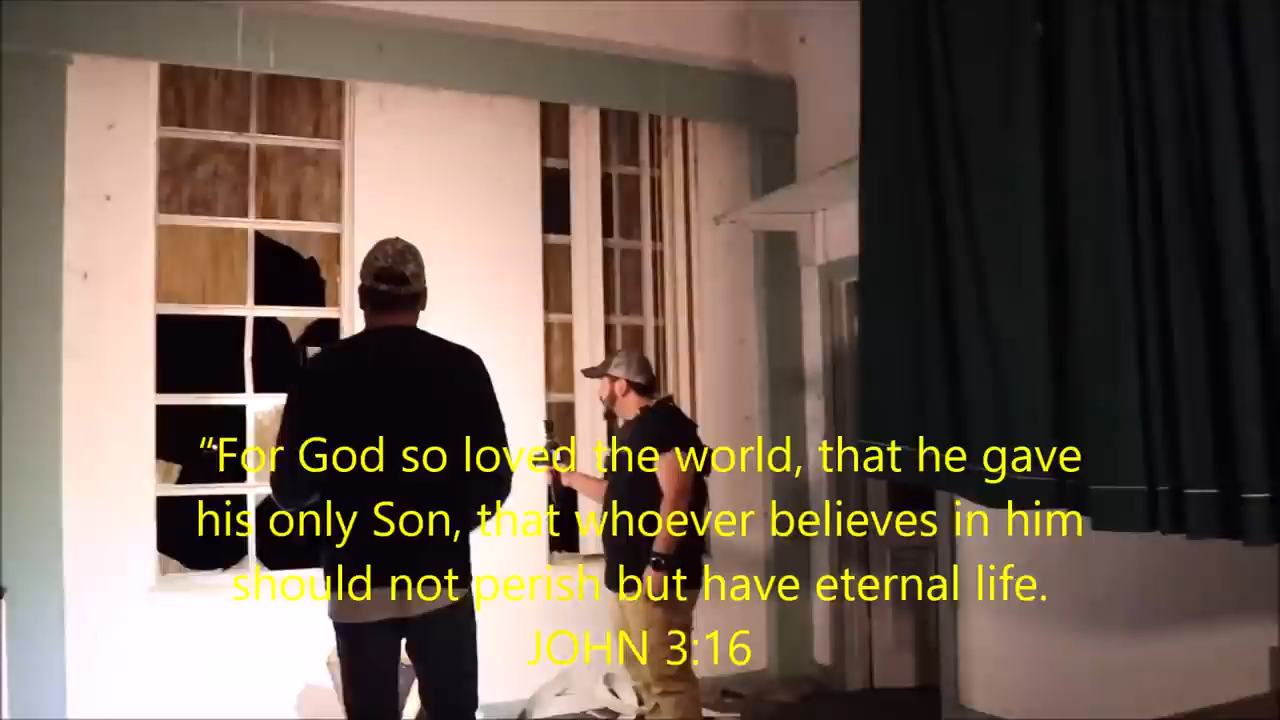 “For God so loved the world, that he gave
his only Son, that whoever believes in him
should not perish but have eternal life.
JOHN 3:16